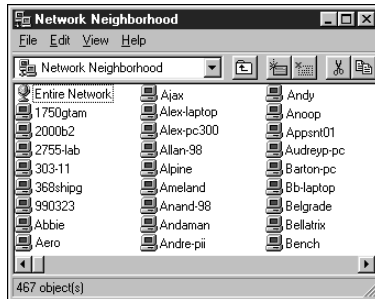 Network Neighborhood
File Edit View Help
Network Neighborhood
Entire Network
1750gtam
2000b2
2755-lab
303-11
368shipg
990323
Abbie
Aero
Ajax
Alex-laptop
Alex-pc300
Allan-98
Alpine
Ameland
Anand-98
Andaman
Andre-pii
Andy
Anoop
Appsnt01
Audreyp-pc
Barton-pc
Bb-laptop
Belgrade
Bellatrix
Bench
467 object(s)